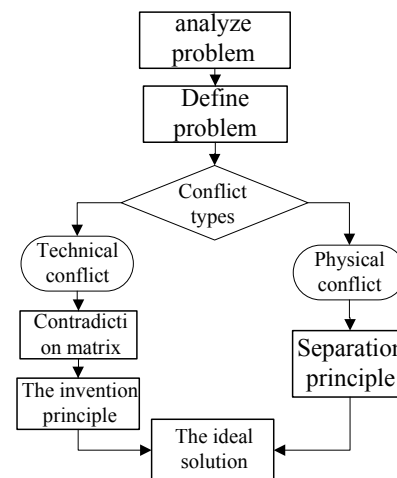 analyze
problem
Define
problem
Conflict
types
Technical
conflict
Physical
conflict
Contradicti
on matrix
Separation
principle
The invention
principle
The ideal
solution